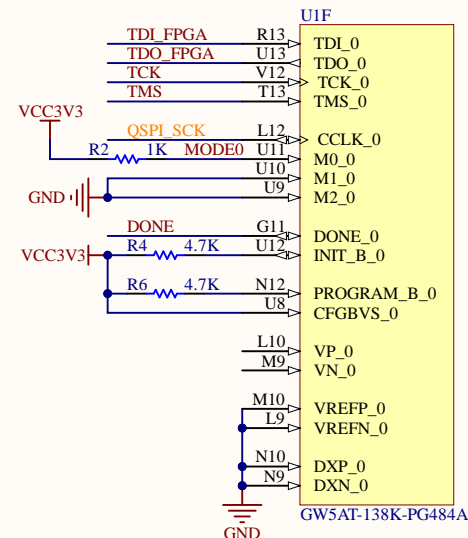 U1F
TDI_FPGA R13 TDI_0
TDO_FPGA U13 TDO_0
TCK V12 TCK_0
TMS T13 TMS_0
VCC3V3
QSPI_SCK L12 CCLK_0
R2 1K MODE0 U11 M0_0
U10 M1_0
GND U9 M2_0
DONE G11 DONE_0
VCC3V3 R4 4.7K U12 INIT_B_0
R6 4.7K N12 PROGRAM_B_0
U8 CFGBVS_0
L10 VP_0
M9 VN_0
M10 VREFP_0
L9 VREFN_0
N10 DXP_0
N9 DXN_0
GW5AT-138K-PG484A
GND